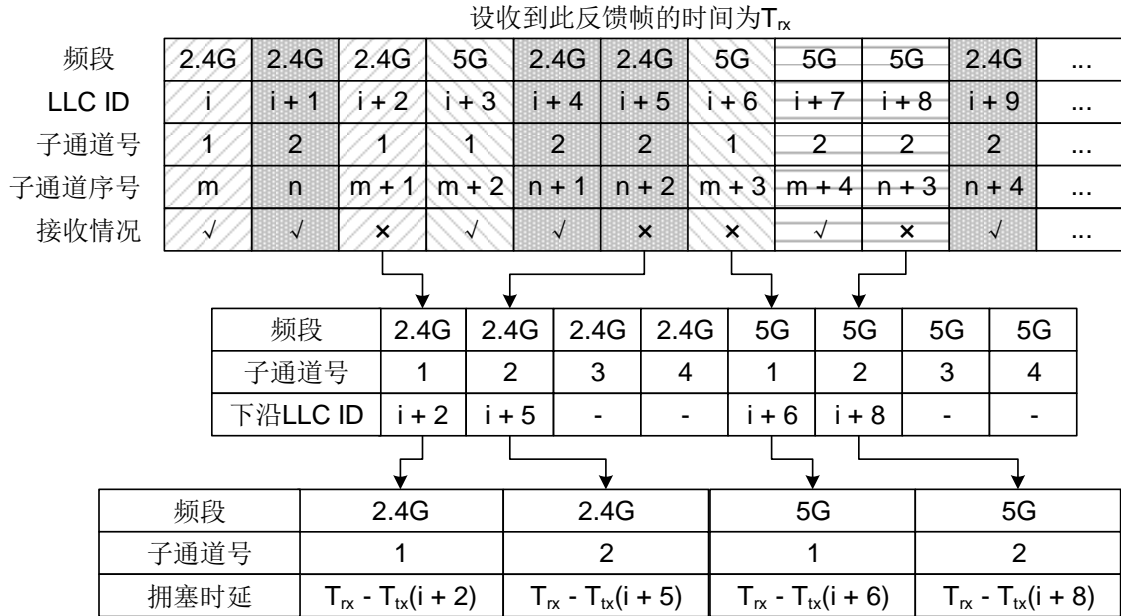 设收到此反馈帧的时间为Trx
频段 2.4G 2.4G 2.4G 5G 2.4G 2.4G 5G 5G 5G 2.4G ...
LLC ID i i + 1 i + 2 i + 3 i + 4 i + 5 i + 6 i + 7 i + 8 i + 9 ...
子通道号 1 2 1 1 2 2 1 2 2 2 ...
子通道序号 m n m + 1 m + 2 n + 1 n + 2 m + 3 m + 4 n + 3 n + 4 ...
接收情况 √ √ × √ √ × × √ × √ ...
频段 2.4G 2.4G 2.4G 2.4G 5G 5G 5G 5G
子通道号 1 2 3 4 1 2 3 4
下沿LLC ID i + 2 i + 5 - - i + 6 i + 8 - -
频段 2.4G 2.4G 5G 5G
子通道号 1 2 1 2
拥塞时延 Trx - Ttx(i + 2) Trx - Ttx(i + 5) Trx - Ttx(i + 6) Trx - Ttx(i + 8)